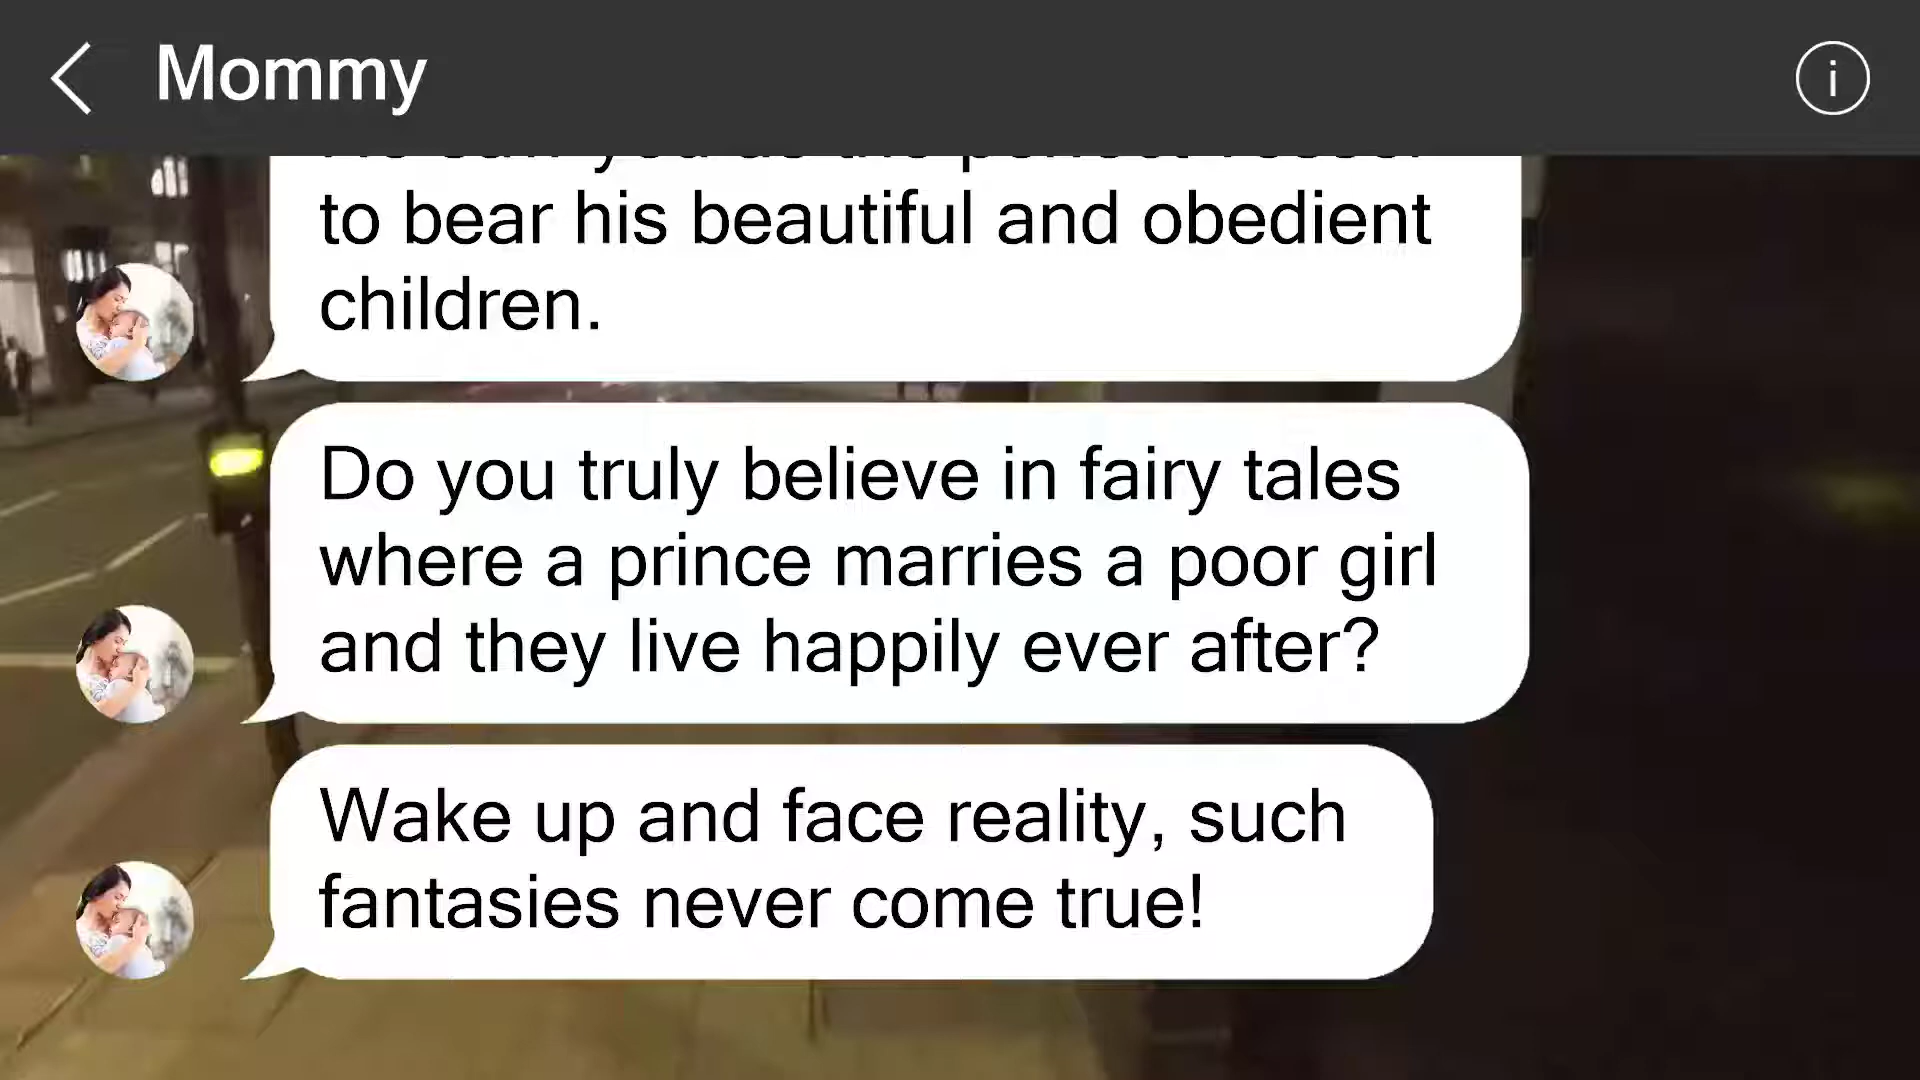 Mommy
to bear his beautiful and obedient
children.
Do you truly believe in fairy tales
where a prince marries a poor girl
and they live happily ever after?
Wake up and face reality, such
fantasies never come true!